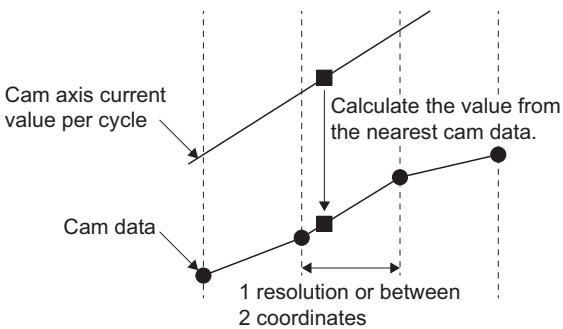 Cam axis current
value per cycle
Calculate the value from
the nearest cam data.
Cam data
1 resolution or between
2 coordinates